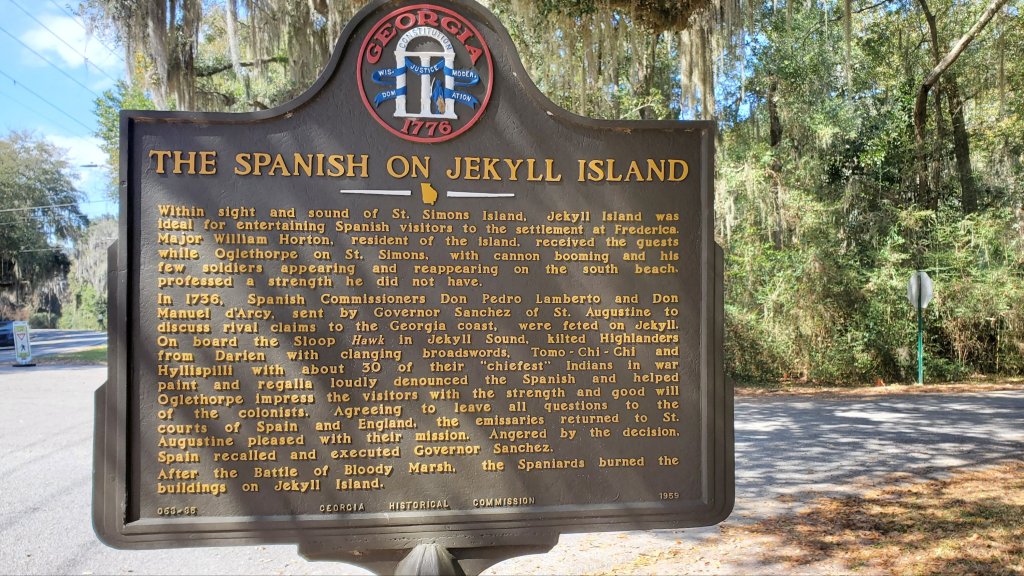 GEORGIA
CONSTITUTION
WIS- JUSTICE MODER-
DOM ATION
1776
THE SPANISH ON JEKYLL ISLAND
Within sight and sound of St. Simons Island, Jekyll Island was
ideal for entertaining Spanish visitors to the settlement at Frederica.
Major William Horton, resident of the island, received the guests
while Oglethorpe on St. Simons, with cannon booming and his
few soldiers appearing and reappearing on the south beach,
professed a strength he did not have.
In 1736, Spanish Commissioners Don Pedro Lamberto and Don
Manuel d'Arcy, sent by Governor Sanchez of St. Augustine to
discuss rival claims to the Georgia coast, were feted on Jekyll.
On board the Sloop Hawk in Jekyll Sound, kilted Highlanders
from Darien with clanging broadswords, Tomo-Chi-Chi and
Hyllispilli with about 30 of their "chiefest" Indians in war
paint and regalia loudly denounced the Spanish and helped
Oglethorpe impress the visitors with the strength and good will
of the colonists. Agreeing to leave all questions to the
courts of Spain and England, the emissaries returned to St.
Augustine pleased with their mission. Angered by the decision,
Spain recalled and executed Governor Sanchez.
After the Battle of Bloody Marsh, the Spaniards burned the
buildings on Jekyll Island.
063-35 GEORGIA HISTORICAL COMMISSION 1959